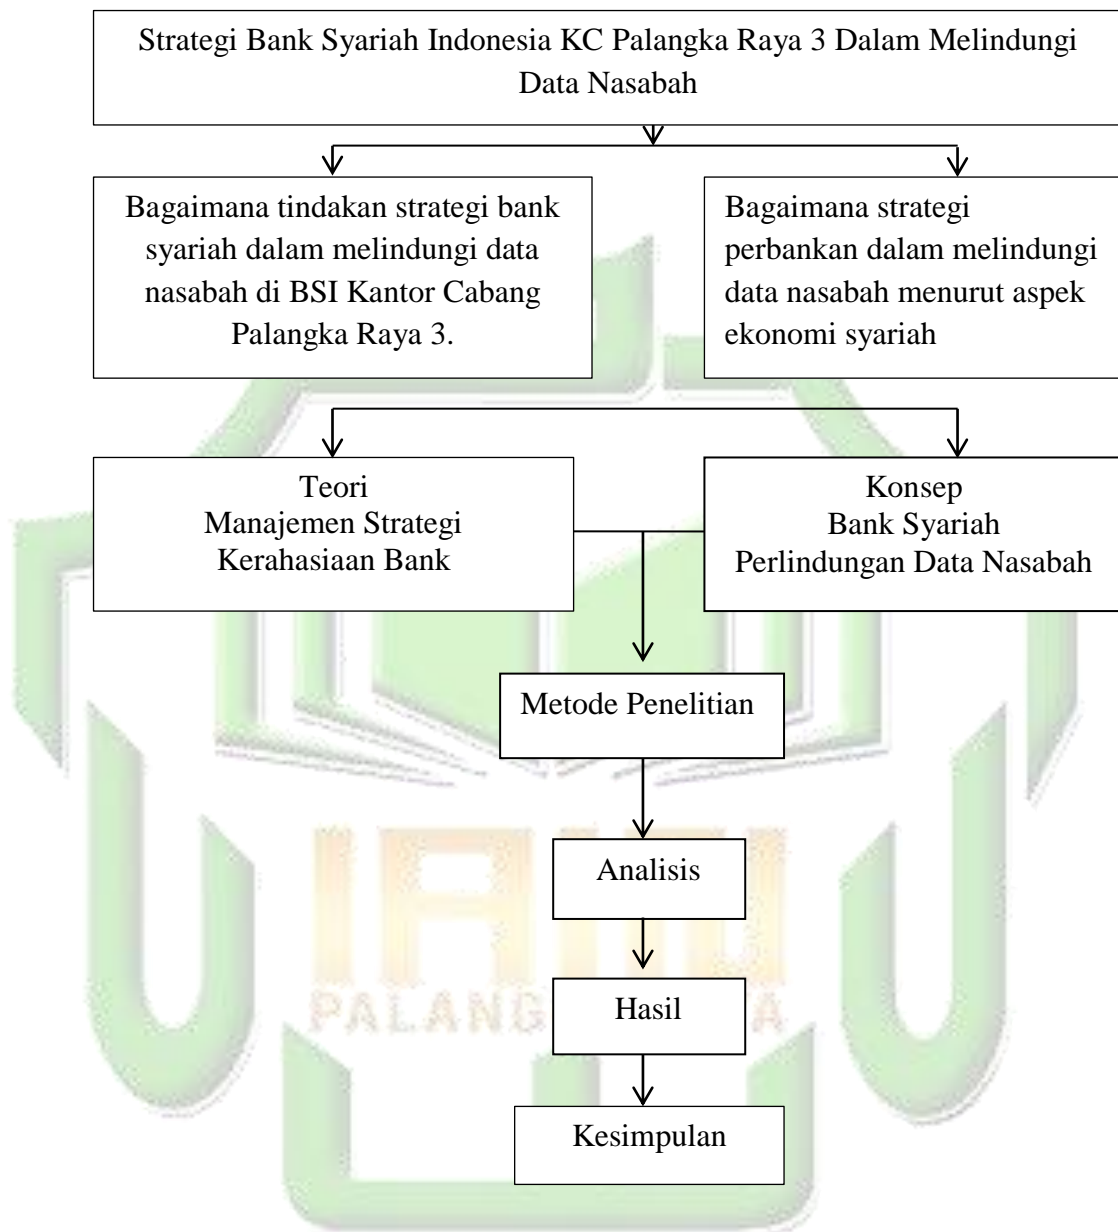 Strategi Bank Syariah Indonesia KC Palangka Raya 3 Dalam Melindungi
Data Nasabah
Bagaimana tindakan strategi bank
syariah dalam melindungi data
nasabah di BSI Kantor Cabang
Palangka Raya 3.
Bagaimana strategi
perbankan dalam melindungi
data nasabah menurut aspek
ekonomi syariah
Teori
Manajemen Strategi
Kerahasiaan Bank
Konsep
Bank Syariah
Perlindungan Data Nasabah
Metode Penelitian
Analisis
Hasil
Kesimpulan